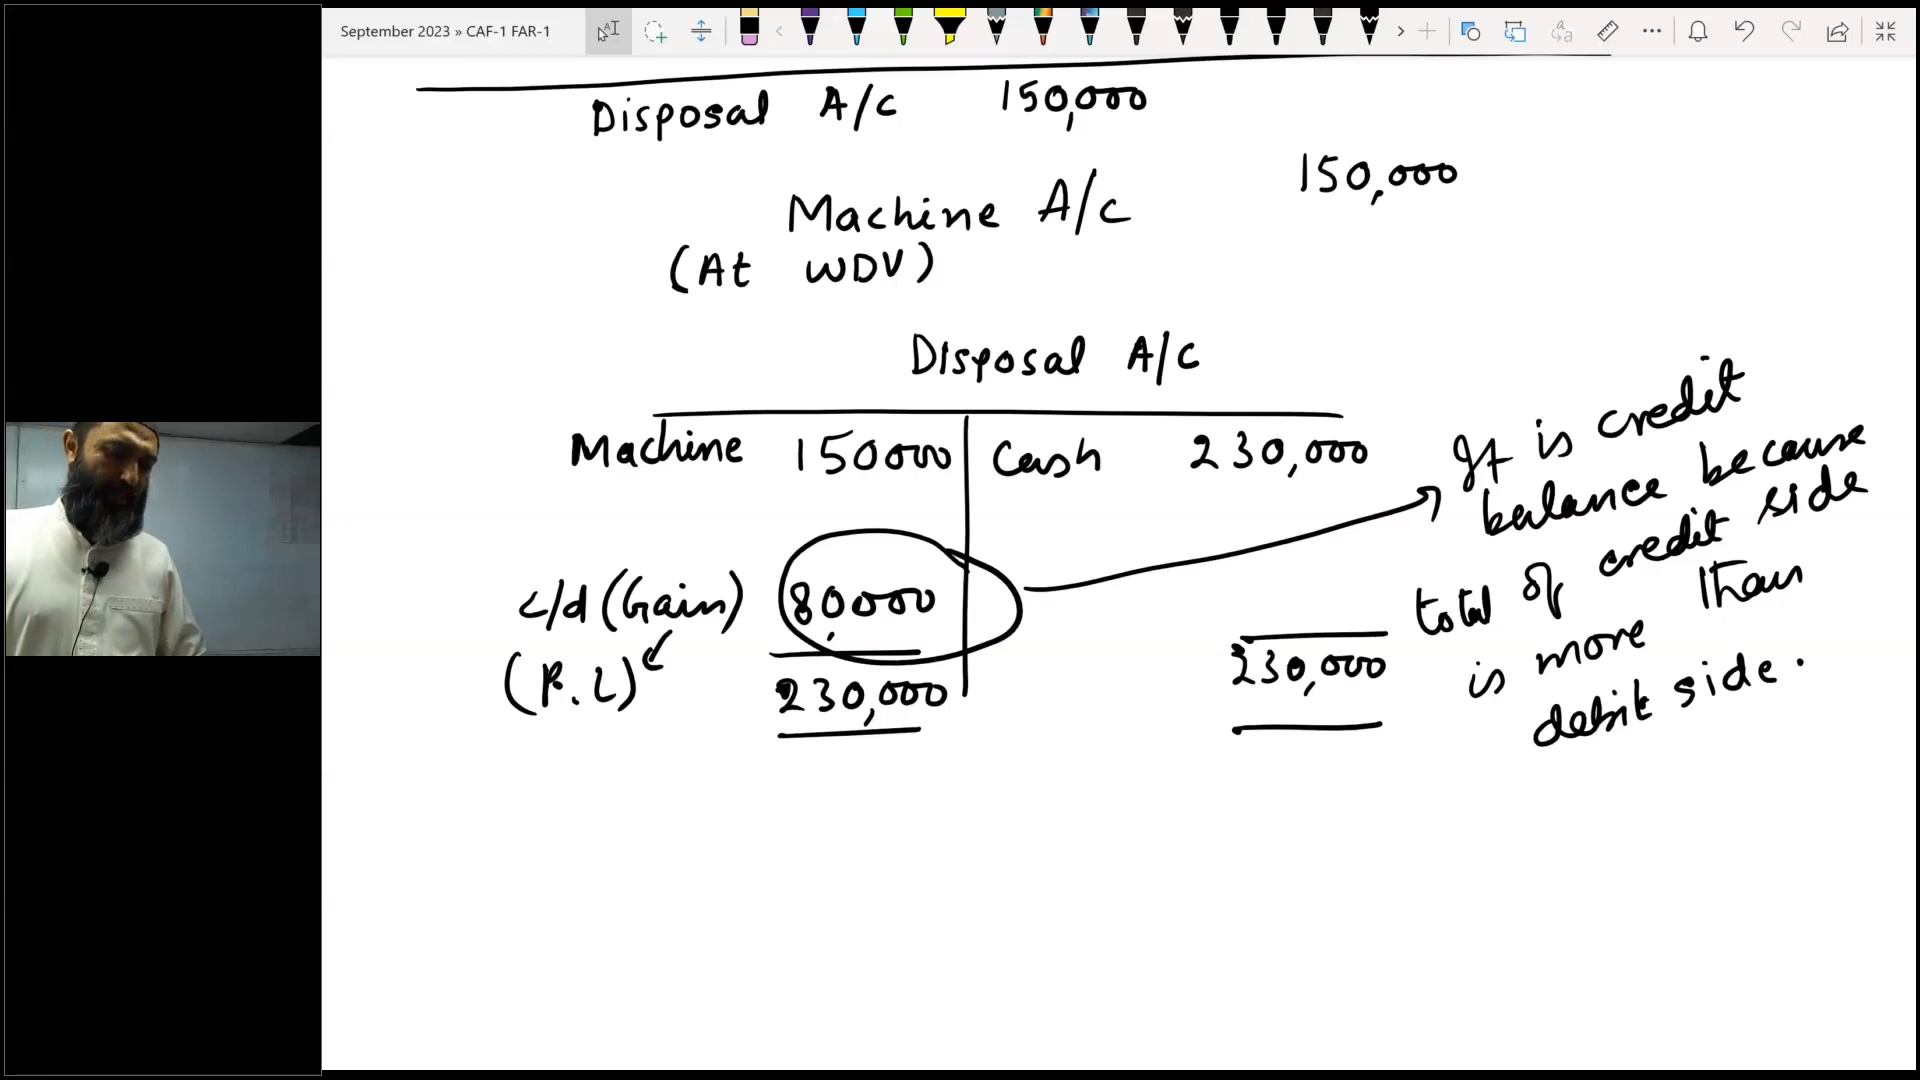 September 2023 » CAF-1 FAR-1
Disposal A/C 150,000
Machine A/C 150,000
(At WDV)
Disposal A/C
Machine 150000 Cash 230,000
c/d (Gain) 80,000
(P.L)
230,000 230,000
It is credit
balance because
total of credit side
is more than
debit side.